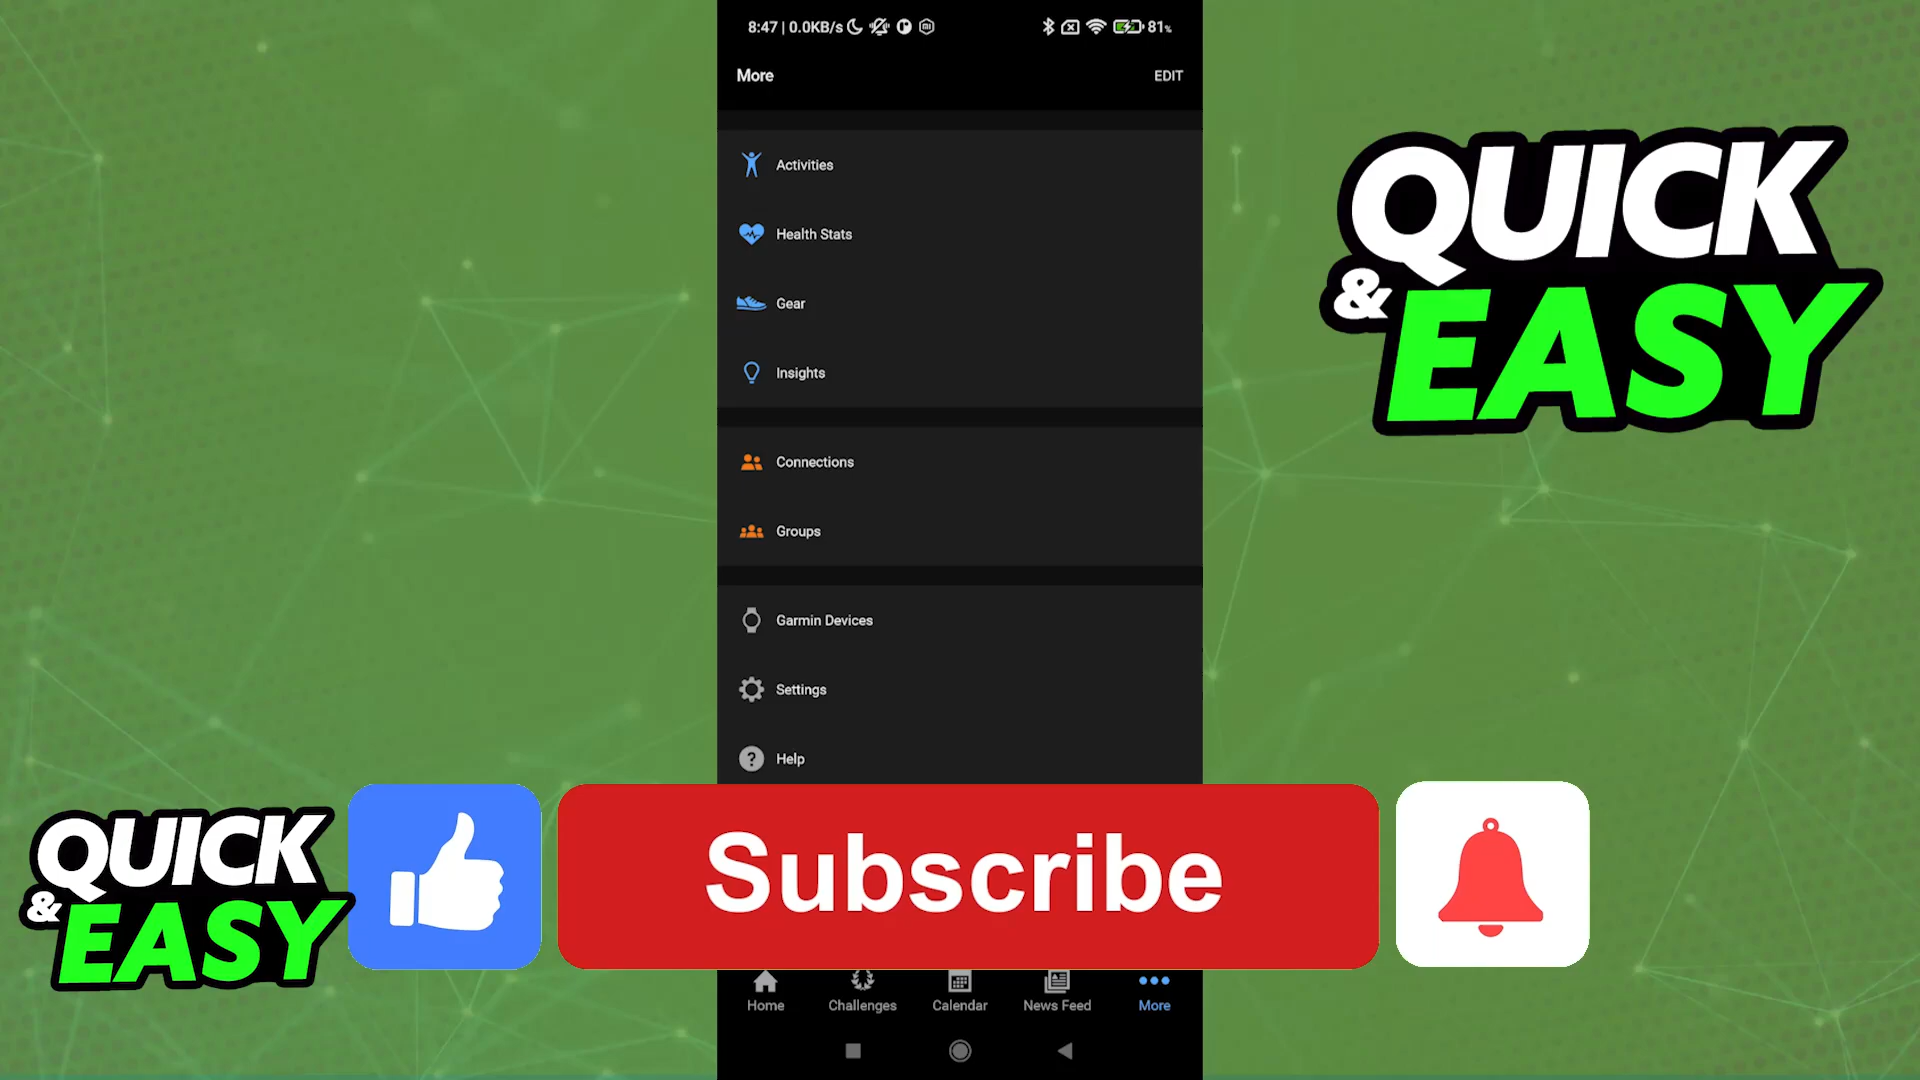 8:47 | 0.0KB/s
81%
More
EDIT
Activities
Health Stats
Gear
Insights
Connections
Groups
Garmin Devices
Settings
Help
QUICK
& EASY
QUICK
& EASY
Subscribe
Home
Challenges
Calendar
News Feed
More